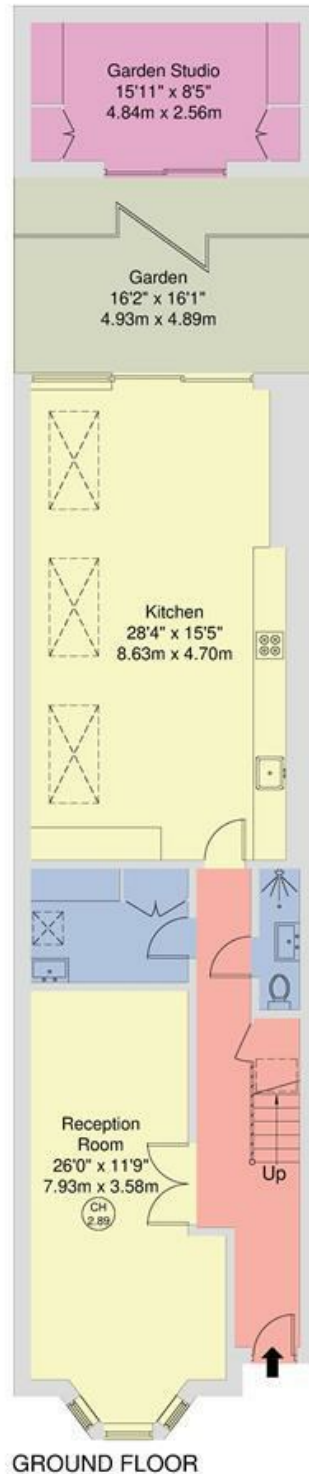 Garden Studio
15'11" x 8'5"
4.84m x 2.56m
Garden
16'2" x 16'1"
4.93m x 4.89m
Kitchen
28'4" x 15'5"
8.63m x 4.70m
Reception
Room
26'0" x 11'9"
7.93m x 3.58m
CH
2.89
Up
GROUND FLOOR